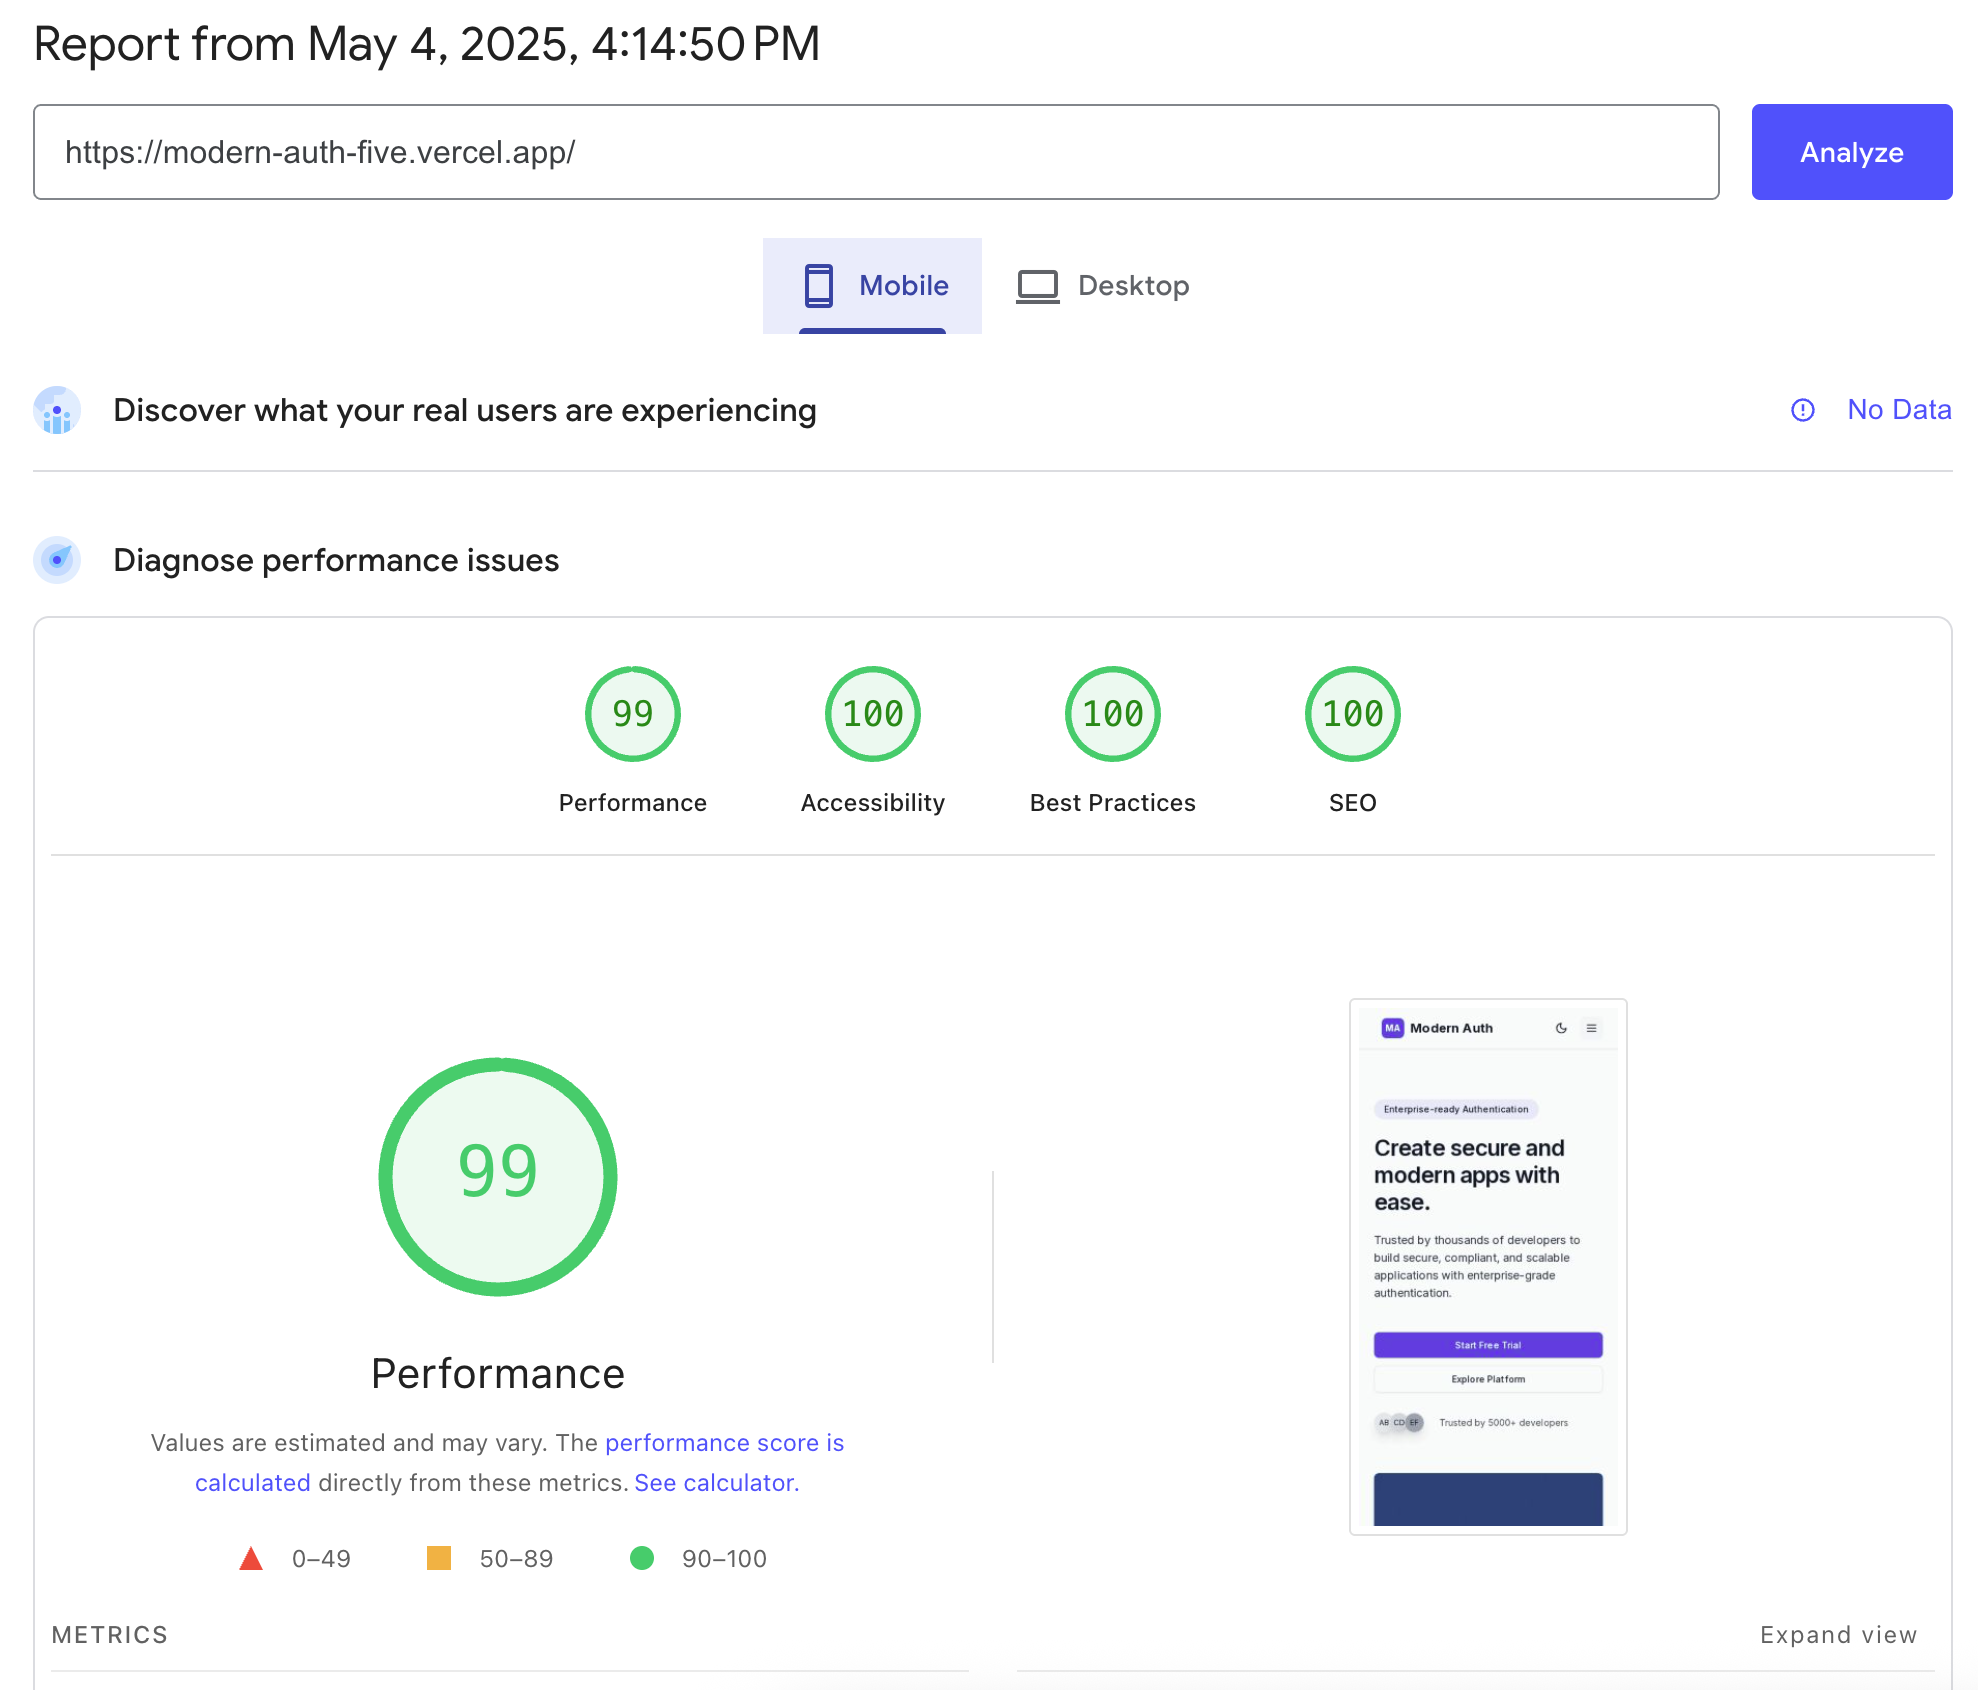 Report from May 4, 2025, 4:14:50 PM
https://modern-auth-five.vercel.app/
Analyze
Mobile
Desktop
Discover what your real users are experiencing
No Data
Diagnose performance issues
99
100
100
100
Performance
Accessibility
Best Practices
SEO
99
Performance
Values are estimated and may vary. The performance score is
calculated directly from these metrics. See calculator.
0–49
50–89
90–100
MA Modern Auth
Enterprise-ready Authentication
Create secure and
modern apps with
ease.
Trusted by thousands of developers to
build secure, compliant, and scalable
applications with enterprise-grade
authentication.
Start Free Trial
Explore Platform
AB CD EF Trusted by 5000+ developers
METRICS
Expand view